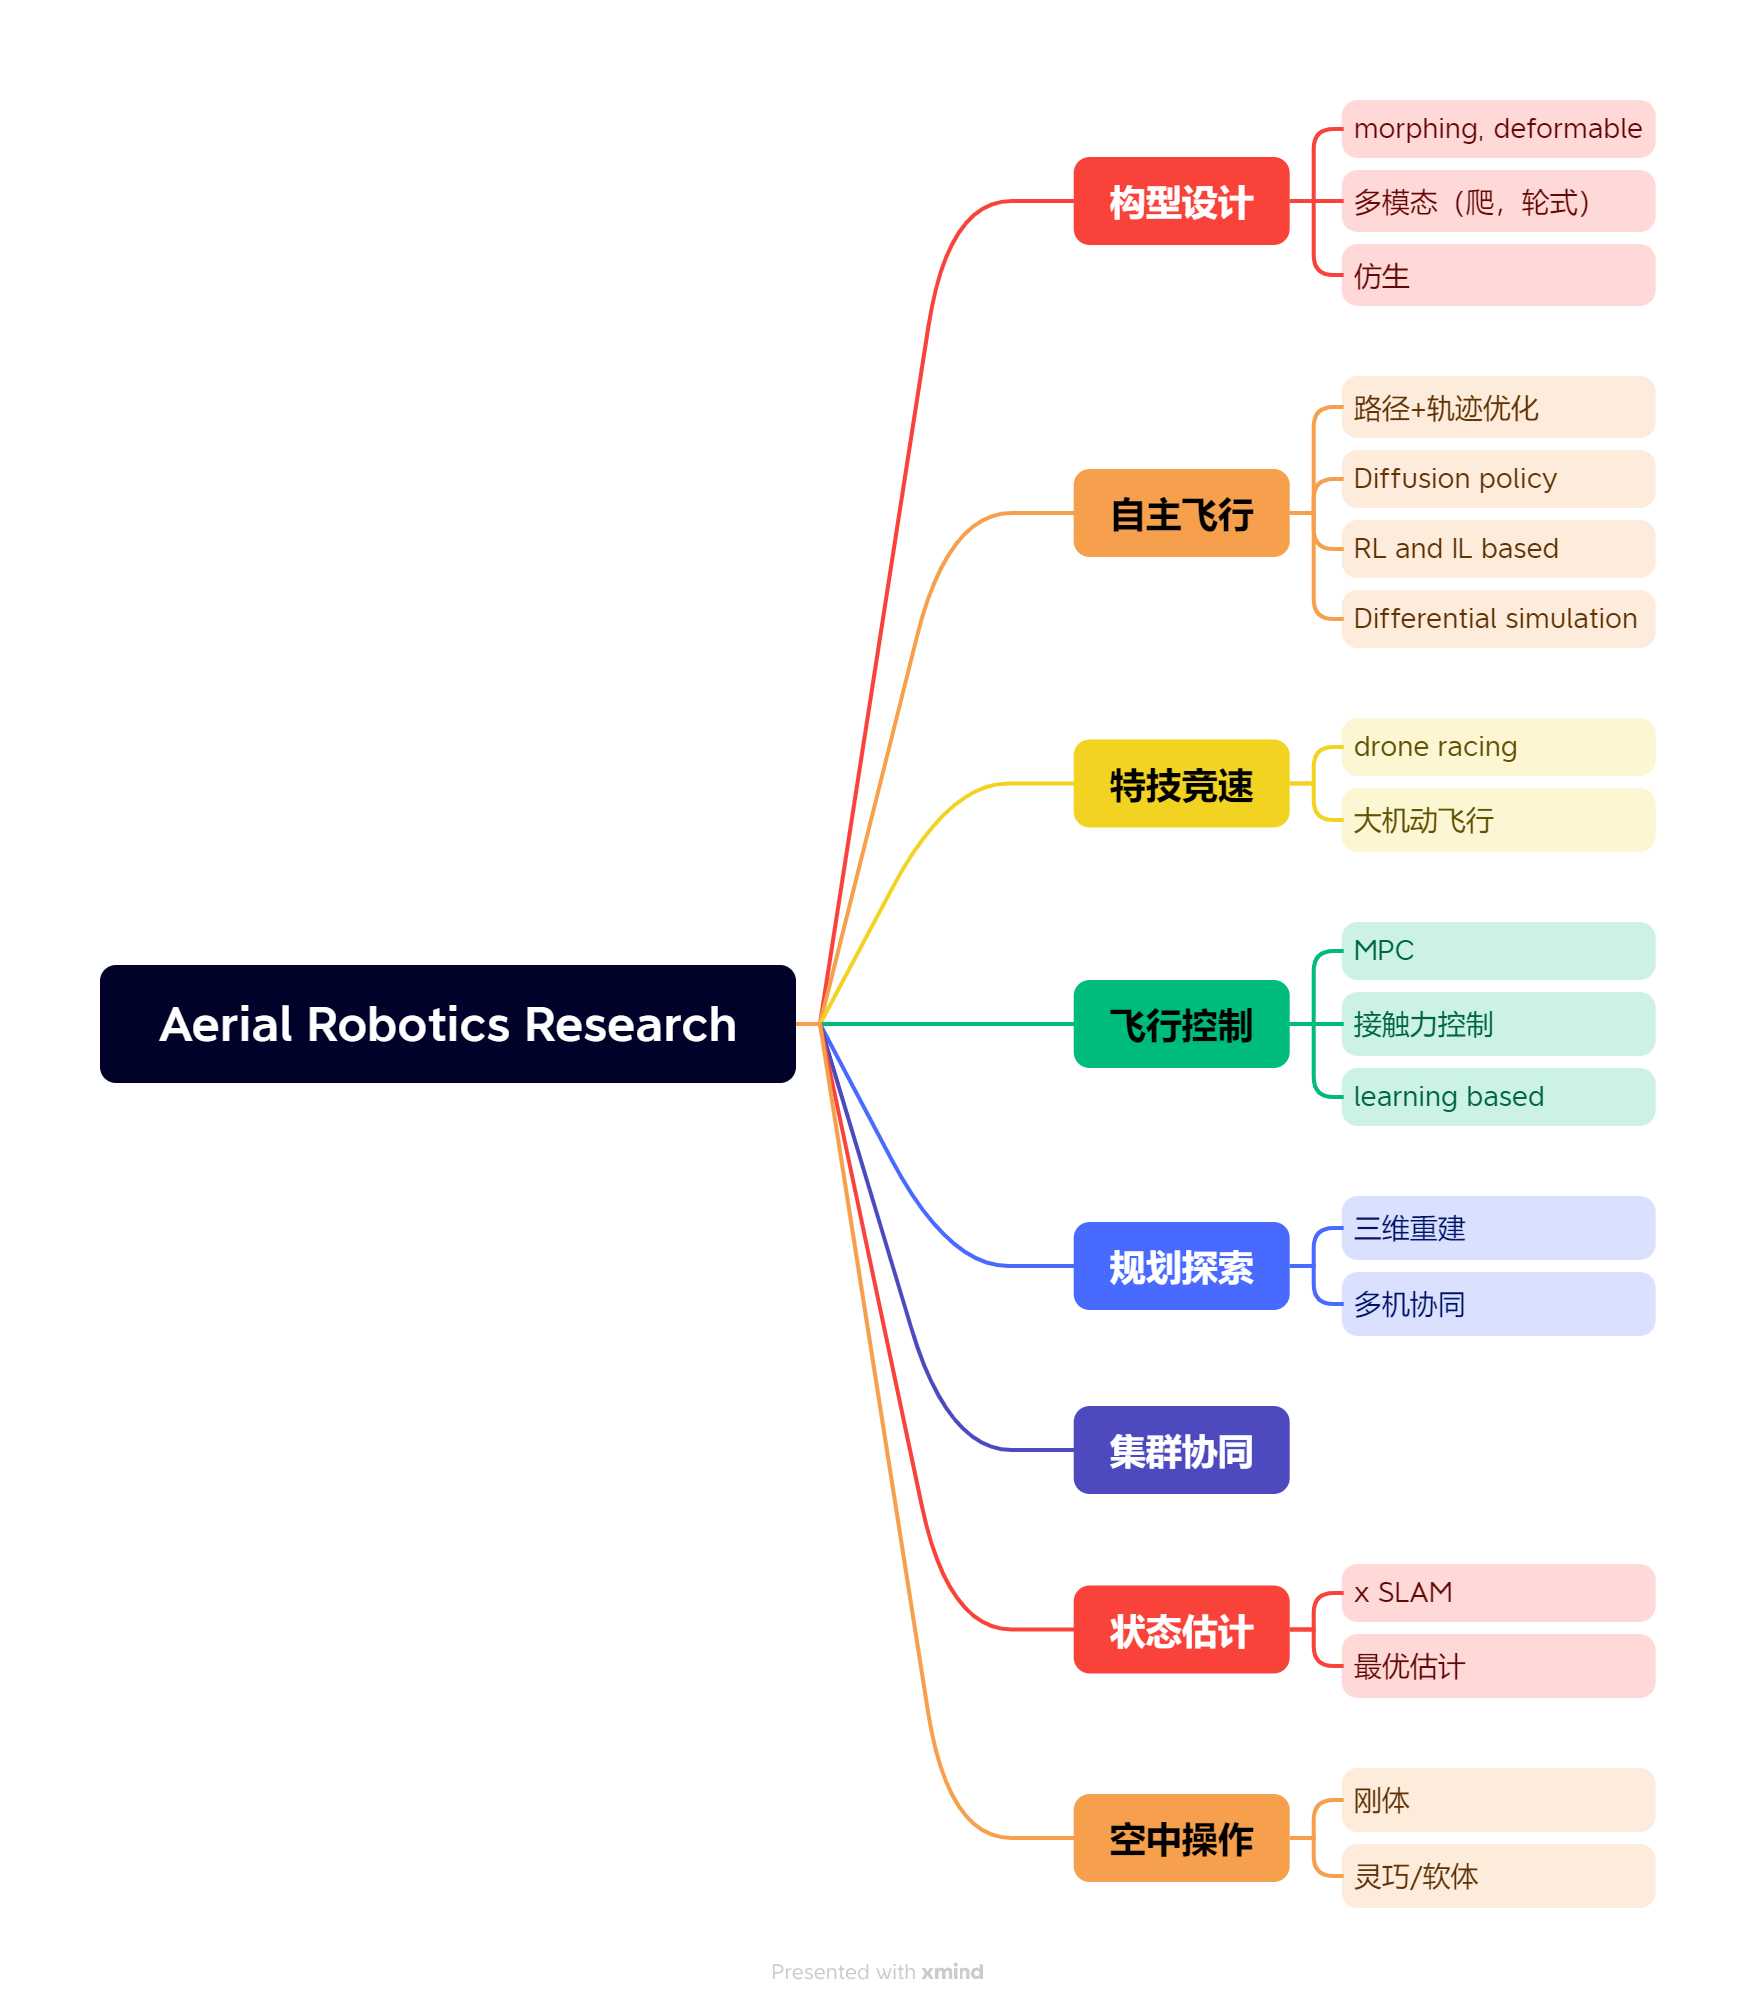 Aerial Robotics Research
构型设计
morphing, deformable
多模态（爬，轮式）
仿生
自主飞行
路径+轨迹优化
Diffusion policy
RL and IL based
Differential simulation
特技竞速
drone racing
大机动飞行
飞行控制
MPC
接触力控制
learning based
规划探索
三维重建
多机协同
集群协同
状态估计
x SLAM
最优估计
空中操作
刚体
灵巧/软体
Presented with xmind